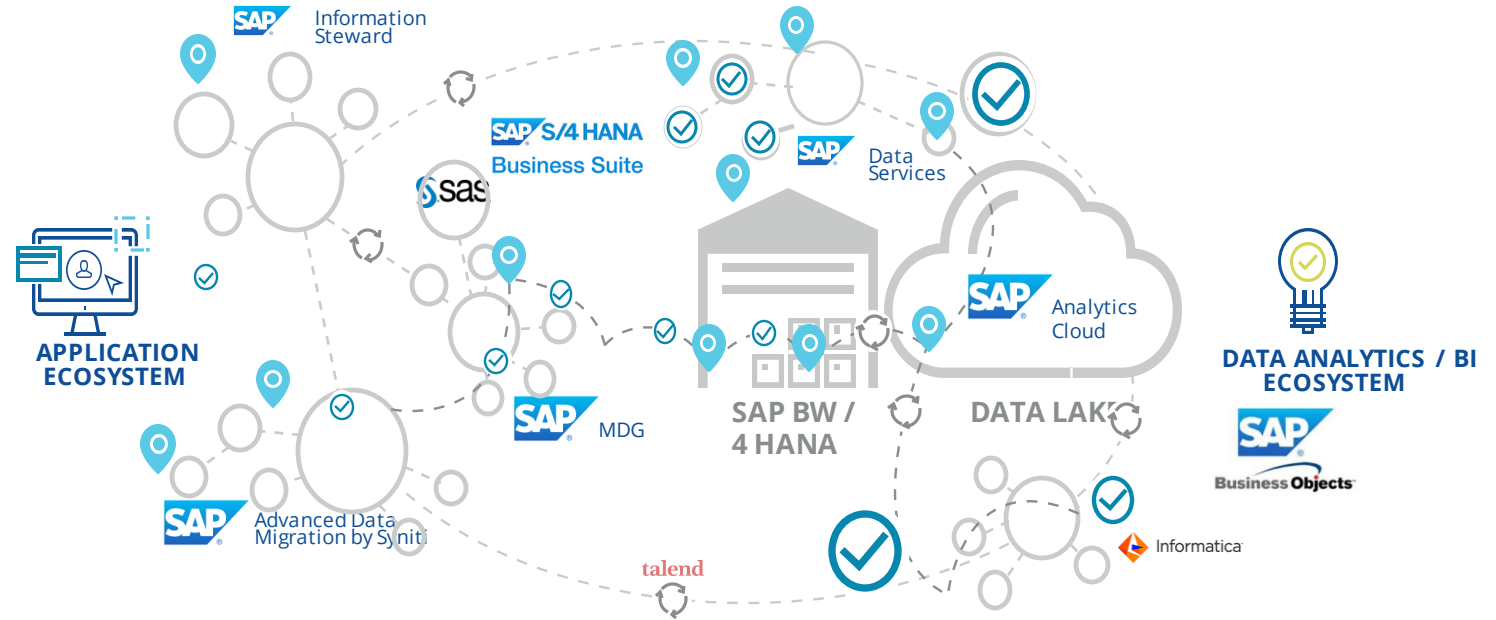 SAP
Information
Steward
SAP S/4 HANA
Business Suite
SAP
Data
Services
sas
APPLICATION
ECOSYSTEM
SAP
Analytics
Cloud
DATA ANALYTICS / BI
ECOSYSTEM
SAP
MDG
SAP BW /
4 HANA
DATA LAKE
SAP
BusinessObjects
SAP
Advanced Data
Migration by Syniti
Informatica
talend